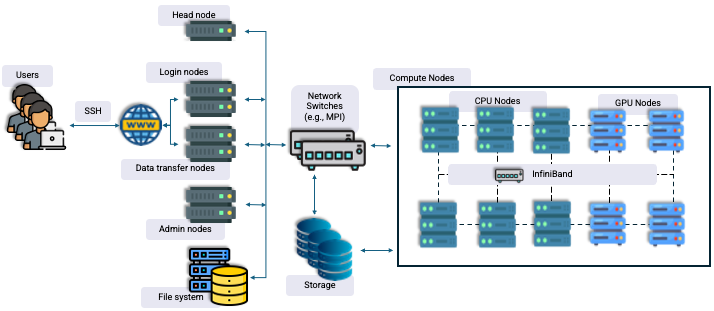 Head node
Users
Login nodes
SSH
WWW
Data transfer nodes
Admin nodes
File system
Network
Switches
(e.g., MPI)
Storage
Compute Nodes
CPU Nodes
GPU Nodes
InfiniBand